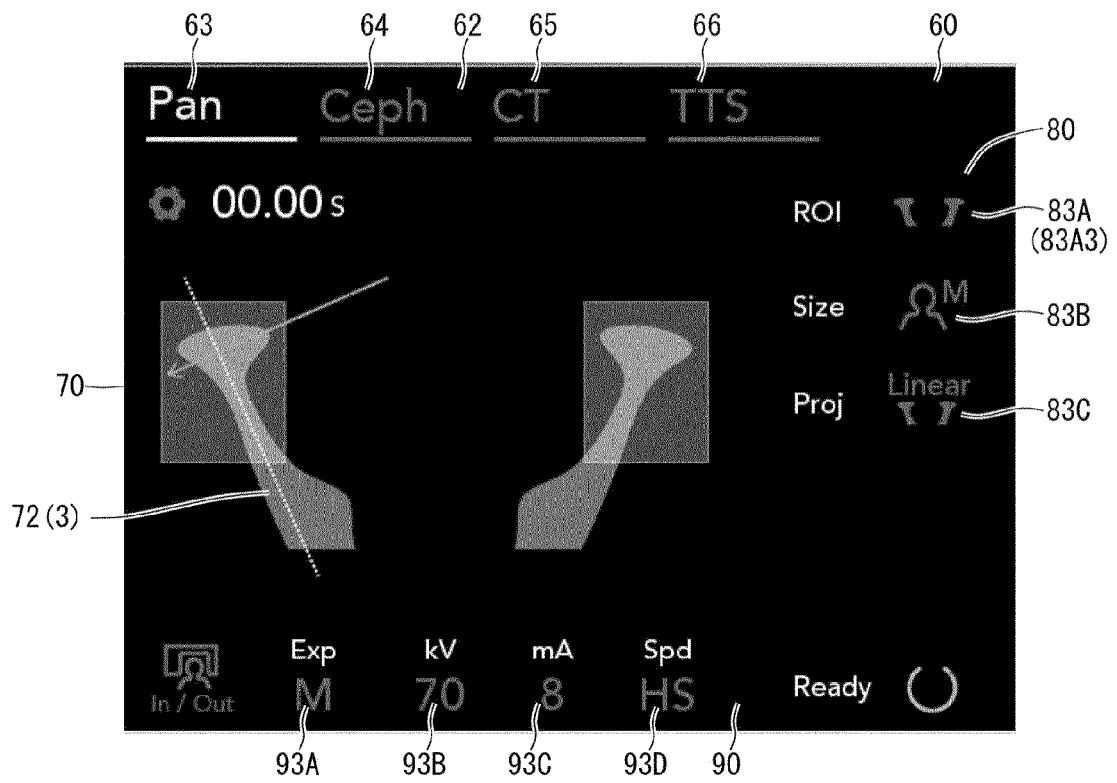 63 64 62 65 66 60
Pan Ceph CT TTS
80
00.00 s
ROI 83A
(83A3)
Size M 83B
70
Linear
Proj 83C
72(3)
Exp kV mA Spd
In / Out M 70 8 HS Ready
93A 93B 93C 93D 90